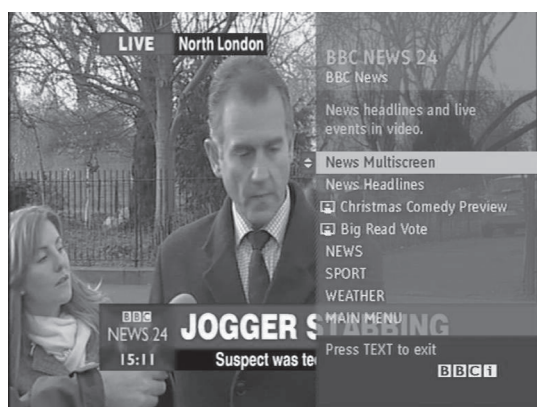 LIVE North London
BBC NEWS 24
BBC News
News headlines and live
events in video.
News Multiscreen
News Headlines
Christmas Comedy Preview
Big Read Vote
NEWS
SPORT
WEATHER
MAIN MENU
Press TEXT to exit
BBCi
BBC
NEWS 24
15:11
JOGGER STABBING
Suspect was